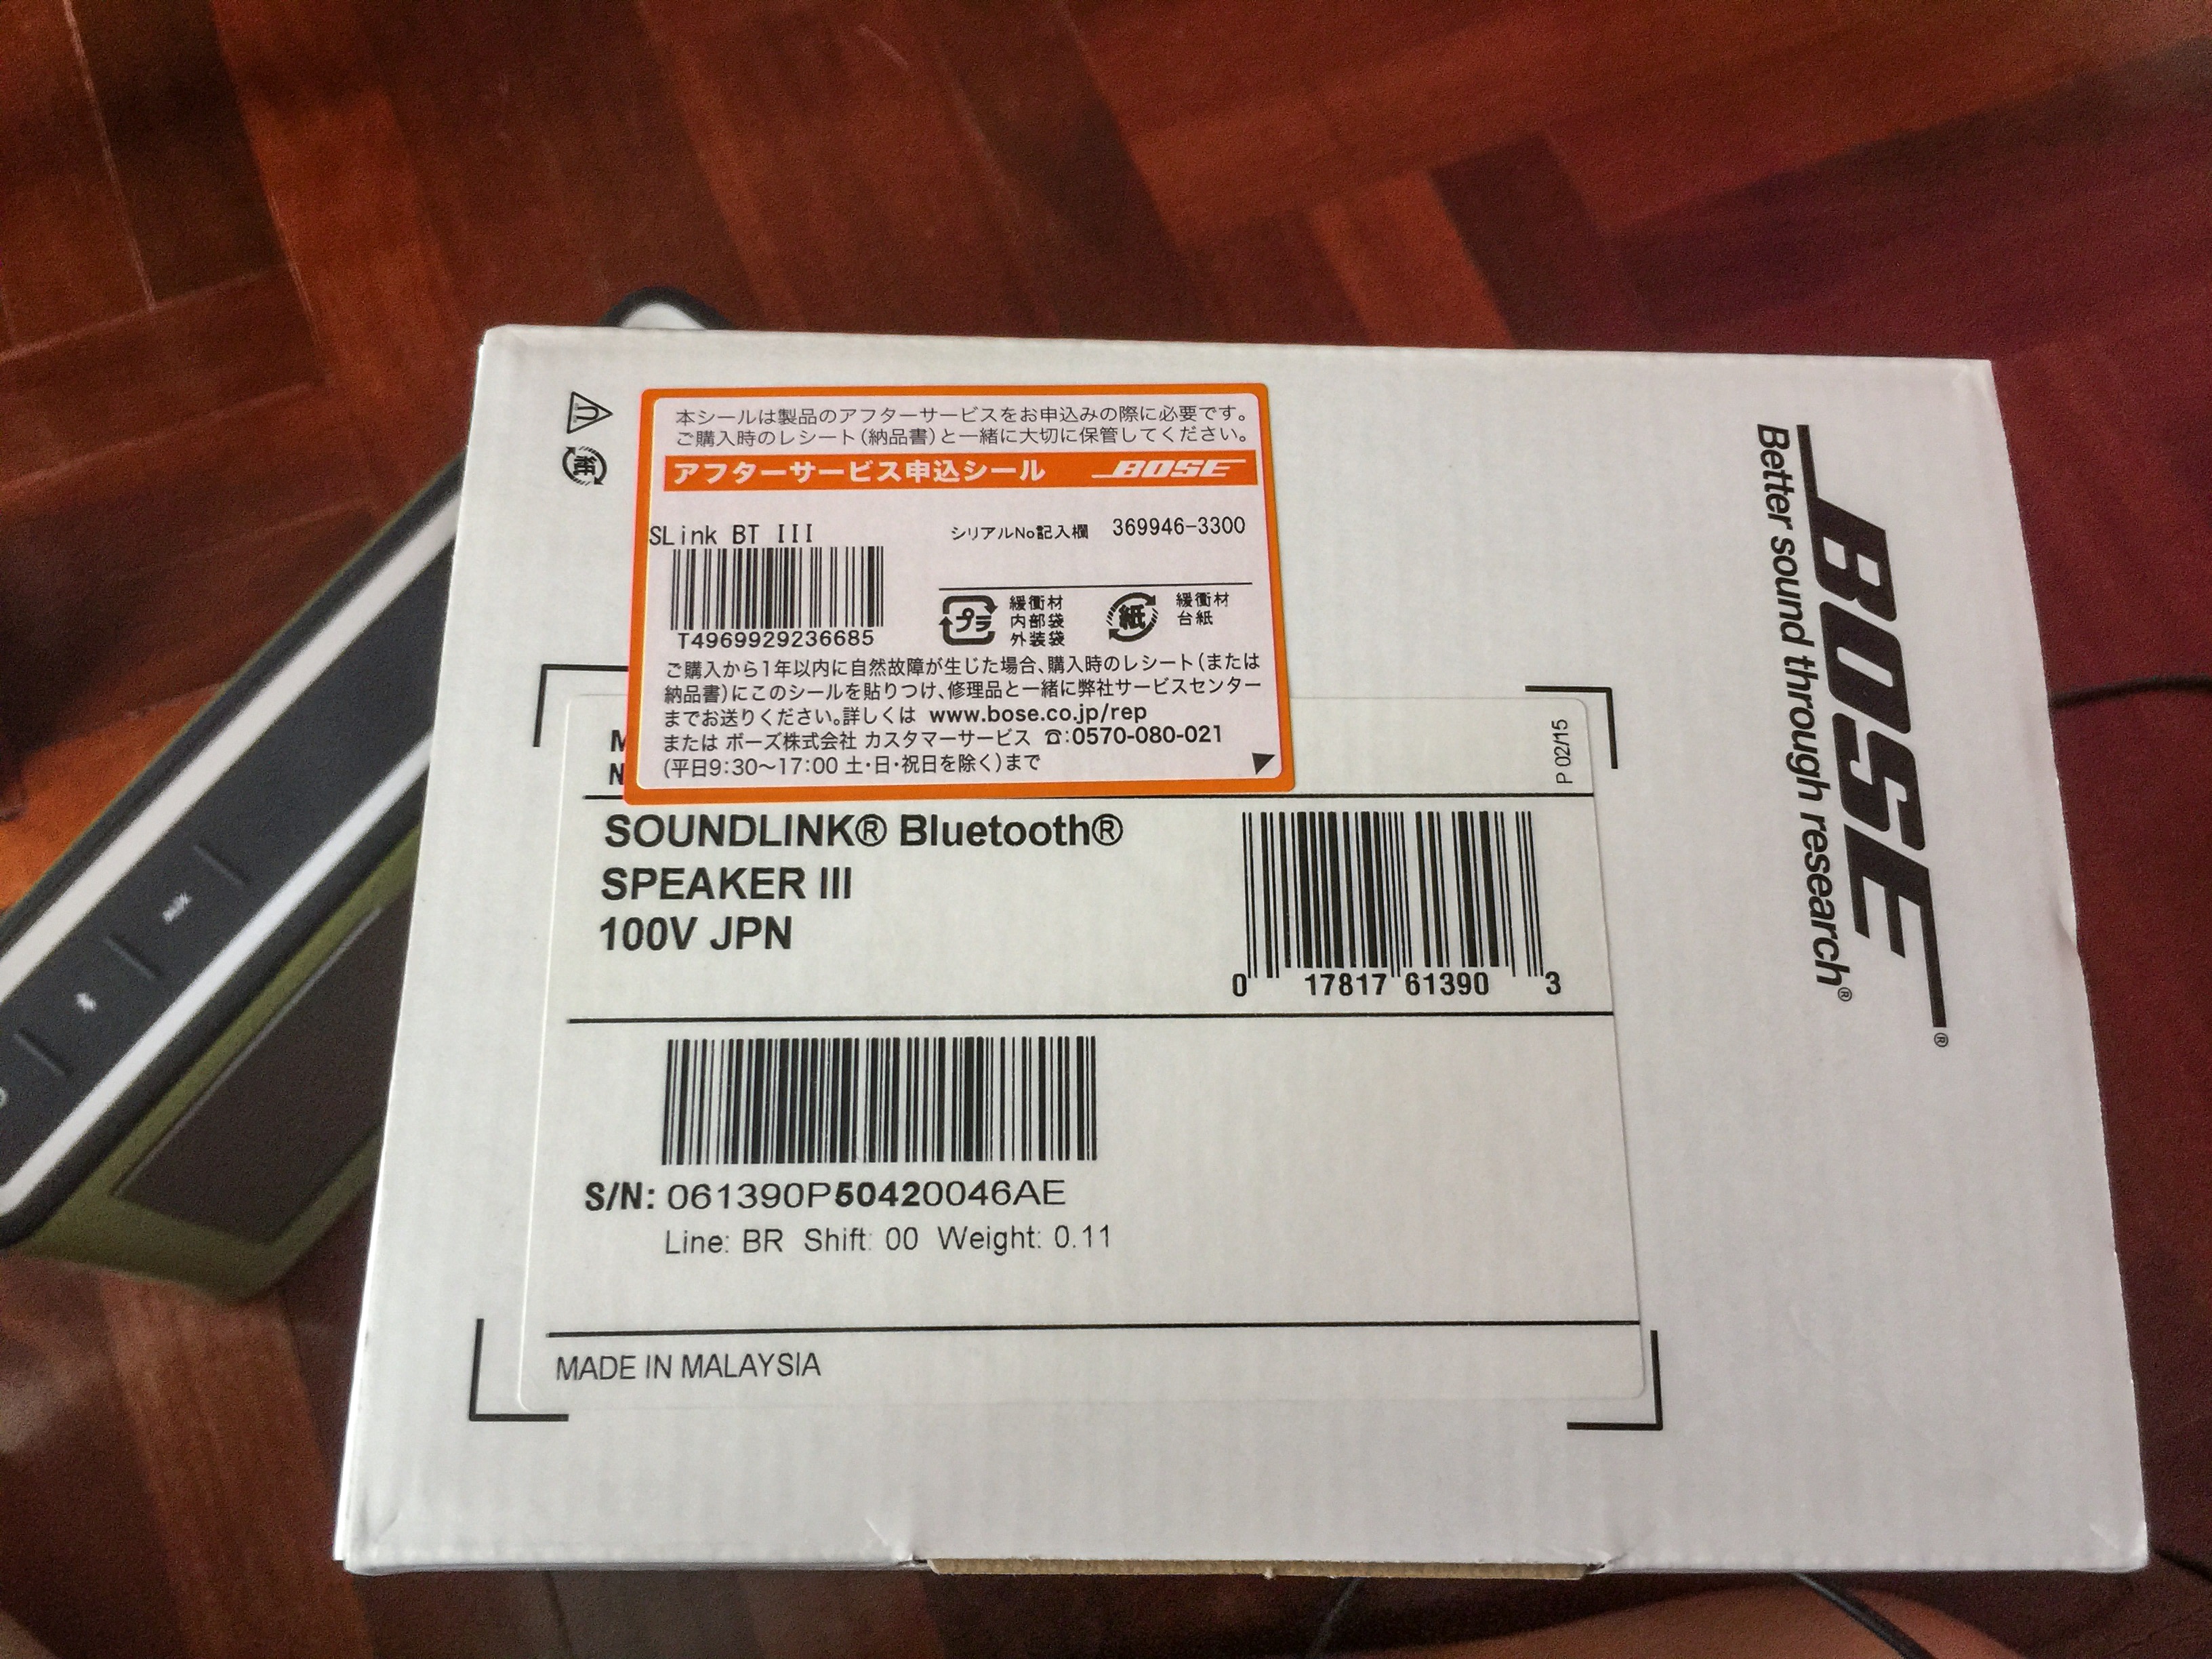 本シールは製品のアフターサービスをお申込みの際に必要です。
ご購入時のレシート(納品書)と一緒に大切に保管してください。
アフターサービス申込シール BOSE
SLink BT III
シリアルNo記入欄 369946-3300
T4969929236685
プラ
緩衝材
内部袋
外装袋
紙
緩衝材
台紙
ご購入から1年以内に自然故障が生じた場合、購入時のレシート(または
納品書)にこのシールを貼りつけ、修理品と一緒に弊社サービスセンター
までお送りください。詳しくは www.bose.co.jp/rep
または ボーズ株式会社 カスタマーサービス ☎:0570-080-021
(平日9:30〜17:00 土・日・祝日を除く)まで
紙
P 02/15
SOUNDLINK® Bluetooth®
SPEAKER III
100V JPN
0 17817 61390 3
S/N: 061390P50420046AE
Line: BR Shift: 00 Weight: 0.11
MADE IN MALAYSIA
BOSE®
Better sound through research®